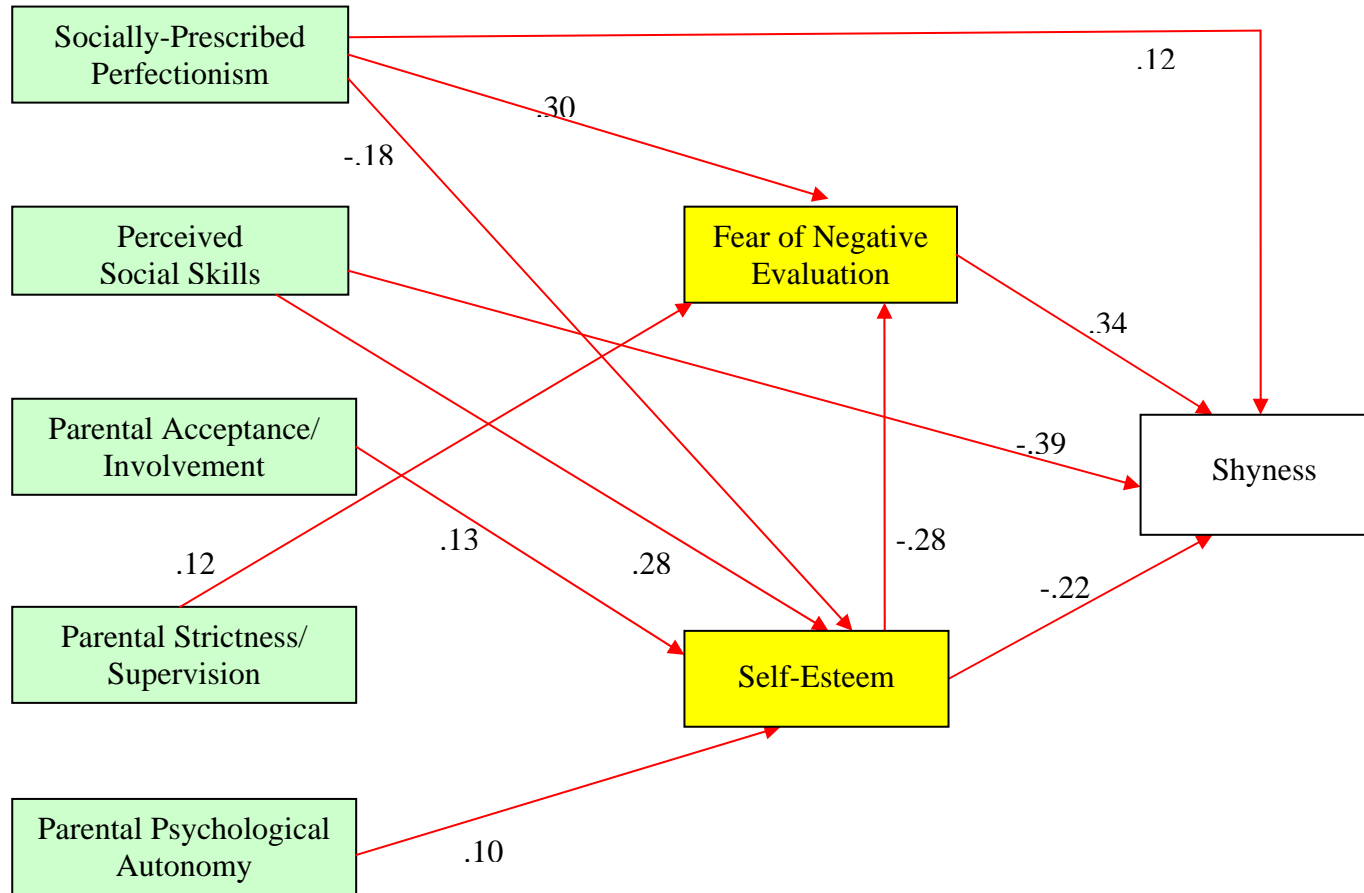 Socially-Prescribed
Perfectionism
.12
.30
-.18
Perceived
Social Skills
Fear of Negative
Evaluation
.34
Parental Acceptance/
Involvement
-.39
Shyness
.12
.13
.28
-.28
-.22
Parental Strictness/
Supervision
Self-Esteem
Parental Psychological
Autonomy
.10